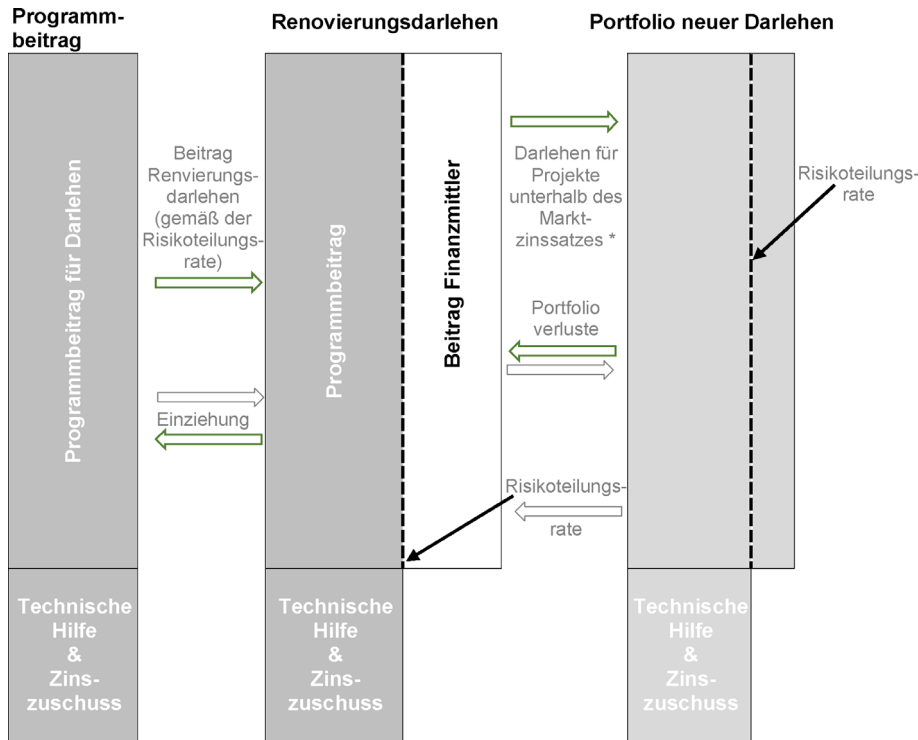 Programm-
beitrag
Renovierungsdarlehen
Portfolio neuer Darlehen
Programmbeitrag für Darlehen
Beitrag
Renvierungs-
darlehen
(gemäß der
Risikoteilungs-
rate)
Einziehung
Programmbeitrag
Beitrag Finanzmittler
Darlehen für
Projekte
unterhalb des
Markt-
zinssatzes *
Portfolio
verluste
Risikoteilungs-
rate
Risikoteilungs-
rate
Technische
Hilfe
&
Zins-
zuschuss
Technische
Hilfe
&
Zins-
zuschuss
Technische
Hilfe
&
Zins-
zuschuss